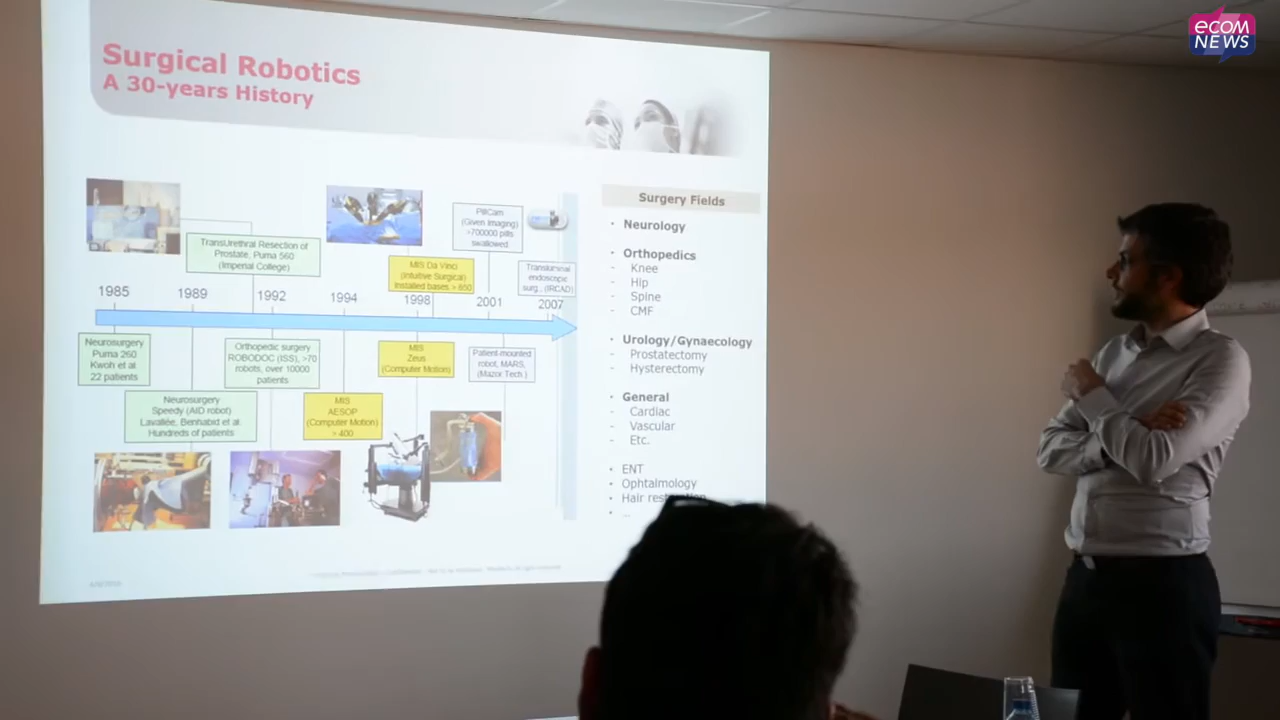 ecom
NEWS
Surgical Robotics
A 30-years History
TransUrethral Resection of
Prostate, Puma 560
(Imperial College)
MIS Da Vinci
(Intuitive Surgical)
Installed bases > 650
PillCam
(Given Imaging)
>700000 pills
swallowed
Transluminal
endoscopic
surg., (IRCAD)
1985
1989
1992
1994
1998
2001
2007
Neurosurgery
Puma 260
Kwoh et al
22 patients
Neurosurgery
Speedy (AID robot)
Lavallée, Benhabid et al.
Hundreds of patients
Orthopedic surgery
ROBODOC (ISS), >70
robots, over 10000
patients
MIS
AESOP
(Computer Motion)
> 400
MIS
Zeus
(Computer Motion)
Patient-mounted
robot, MARS,
(Mazor Tech.)
Surgery Fields
• Neurology
• Orthopedics
- Knee
- Hip
- Spine
- CMF
• Urology/Gynaecology
- Prostatectomy
- Hysterectomy
• General
- Cardiac
- Vascular
- Etc.
• ENT
• Ophtalmology
• Hair
• ...